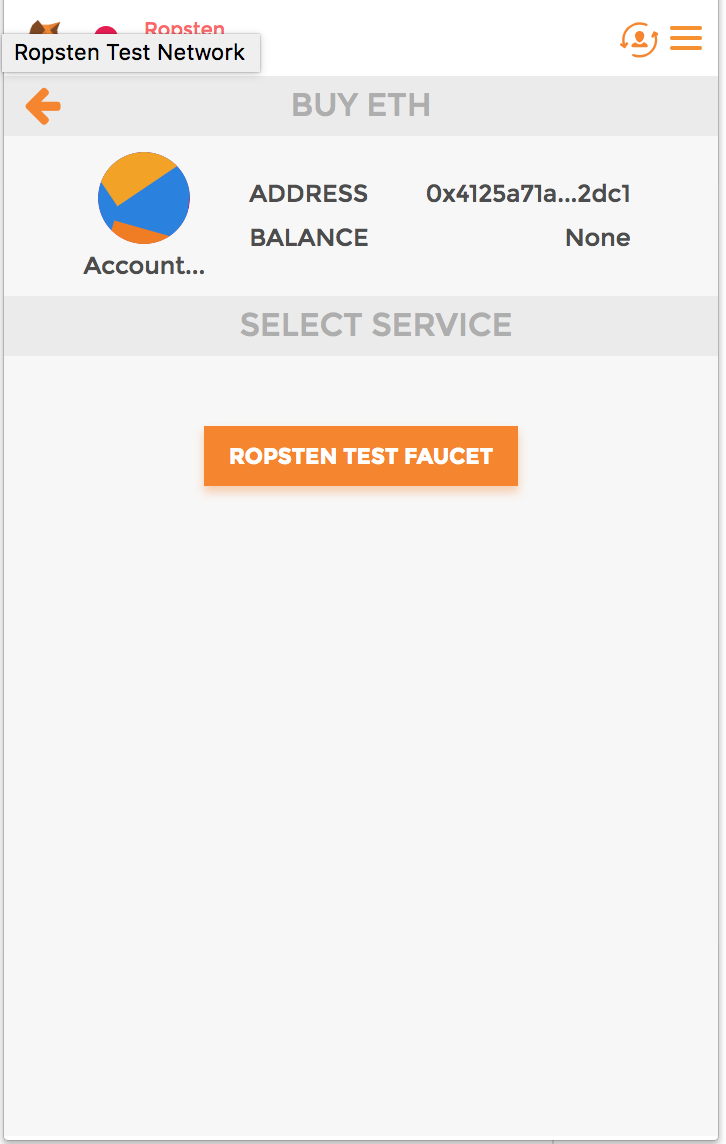 Ropsten
Ropsten Test Network
BUY ETH
ADDRESS 0x4125a71a...2dc1
BALANCE None
Account...
SELECT SERVICE
ROPSTEN TEST FAUCET